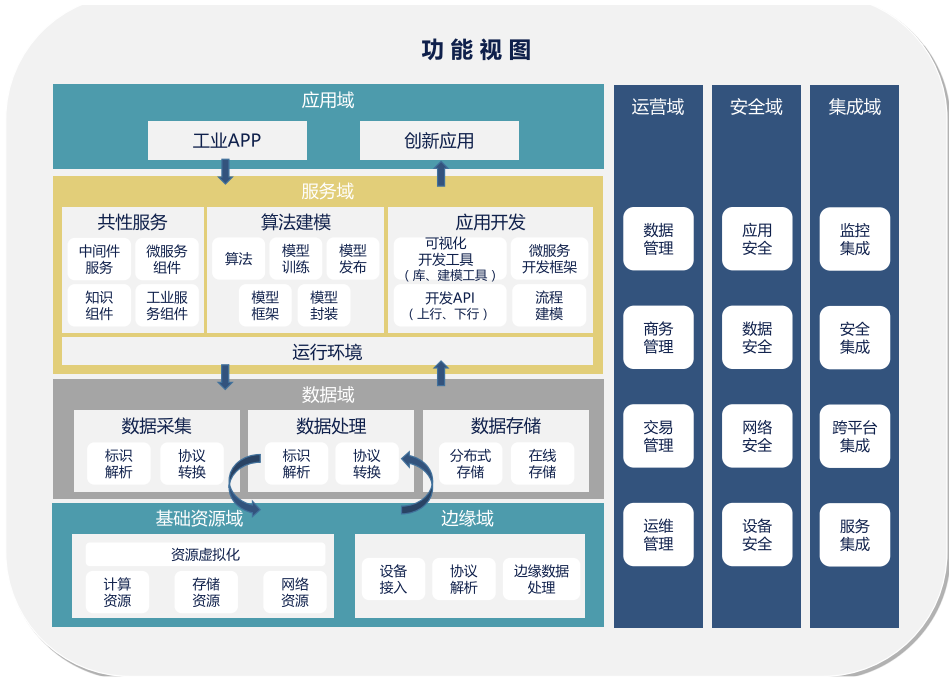 功能视图
应用域
工业APP
创新应用
服务域
共性服务
中间件
服务
微服务
组件
知识
组件
工业服
务组件
算法建模
算法
模型
训练
模型
发布
模型
框架
模型
封装
应用开发
可视化
开发工具
(库、建模工具)
微服务
开发框架
开发API
(上行、下行)
流程
建模
运行环境
数据域
数据采集
标识
解析
协议
转换
数据处理
标识
解析
协议
转换
数据存储
分布式
存储
在线
存储
基础资源域
资源虚拟化
计算
资源
存储
资源
网络
资源
边缘域
设备
接入
协议
解析
边缘数据
处理
运营域
数据
管理
商务
管理
交易
管理
运维
管理
安全域
应用
安全
数据
安全
网络
安全
设备
安全
集成域
监控
集成
安全
集成
跨平台
集成
服务
集成